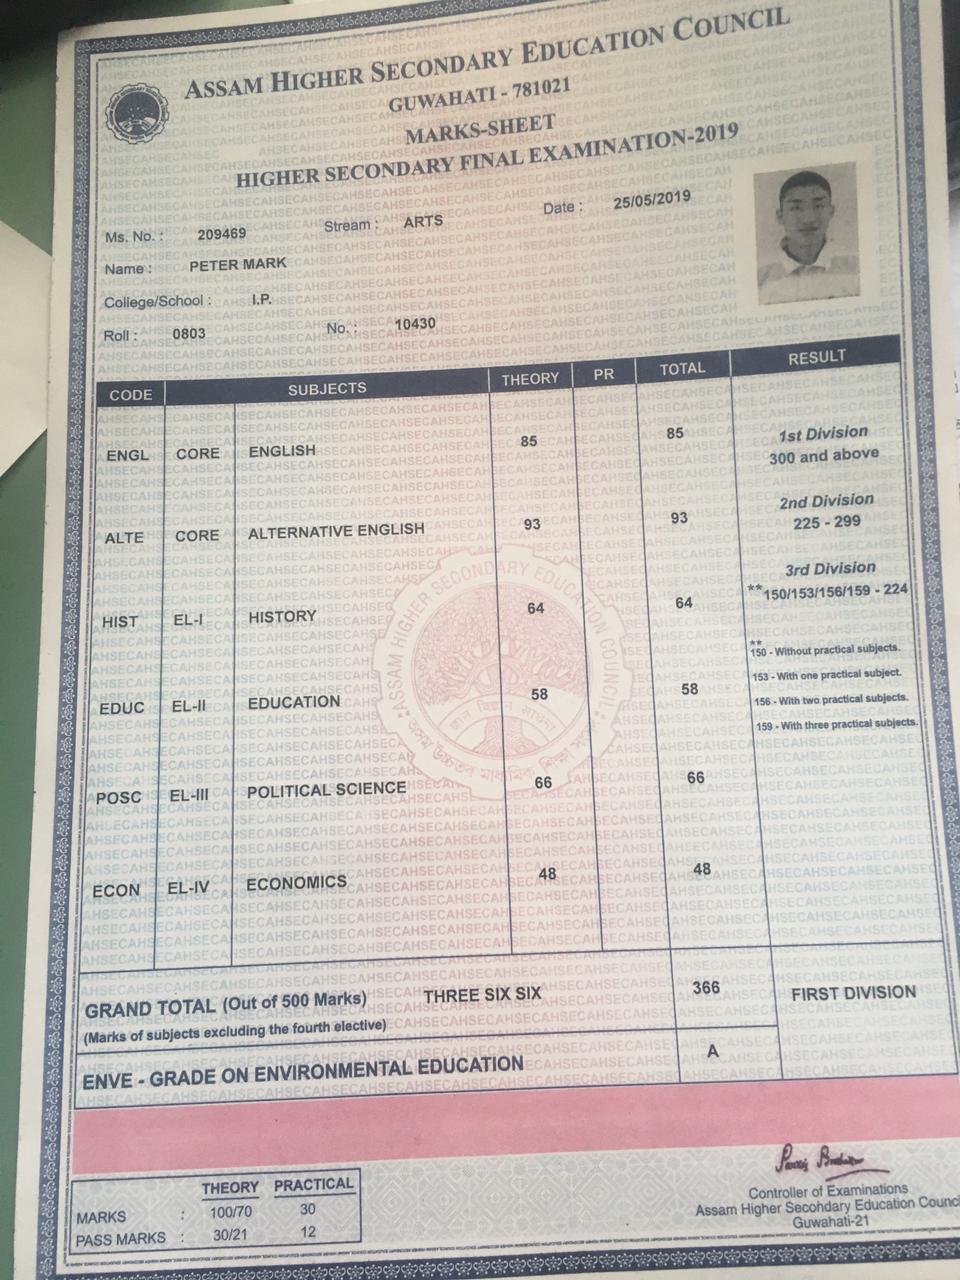 ASSAM HIGHER SECONDARY EDUCATION COUNCIL
GUWAHATI - 781021
MARKS-SHEET
HIGHER SECONDARY FINAL EXAMINATION-2019
Ms. No. : 209469 Stream : ARTS Date : 25/05/2019
Name : PETER MARK
College/School : I.P.
Roll : 0803 No. : 10430
CODE SUBJECTS THEORY PR TOTAL RESULT
ENGL CORE ENGLISH 85 85
ALTE CORE ALTERNATIVE ENGLISH 93 93
HIST EL-I HISTORY 64 64
EDUC EL-II EDUCATION 58 58
POSC EL-III POLITICAL SCIENCE 66 66
ECON EL-IV ECONOMICS 48 48
1st Division
300 and above
2nd Division
225 - 299
3rd Division
**150/153/156/159 - 224
**
150 - Without practical subjects.
153 - With one practical subject.
156 - With two practical subjects.
159 - With three practical subjects.
ASSAM HIGHER SECONDARY EDUCATION COUNCIL
GRAND TOTAL (Out of 500 Marks) THREE SIX SIX 366 FIRST DIVISION
(Marks of subjects excluding the fourth elective)
ENVE - GRADE ON ENVIRONMENTAL EDUCATION A
THEORY PRACTICAL
MARKS : 100/70 30
PASS MARKS : 30/21 12
Controller of Examinations
Assam Higher Secohdary Education Counc
Guwahati-21